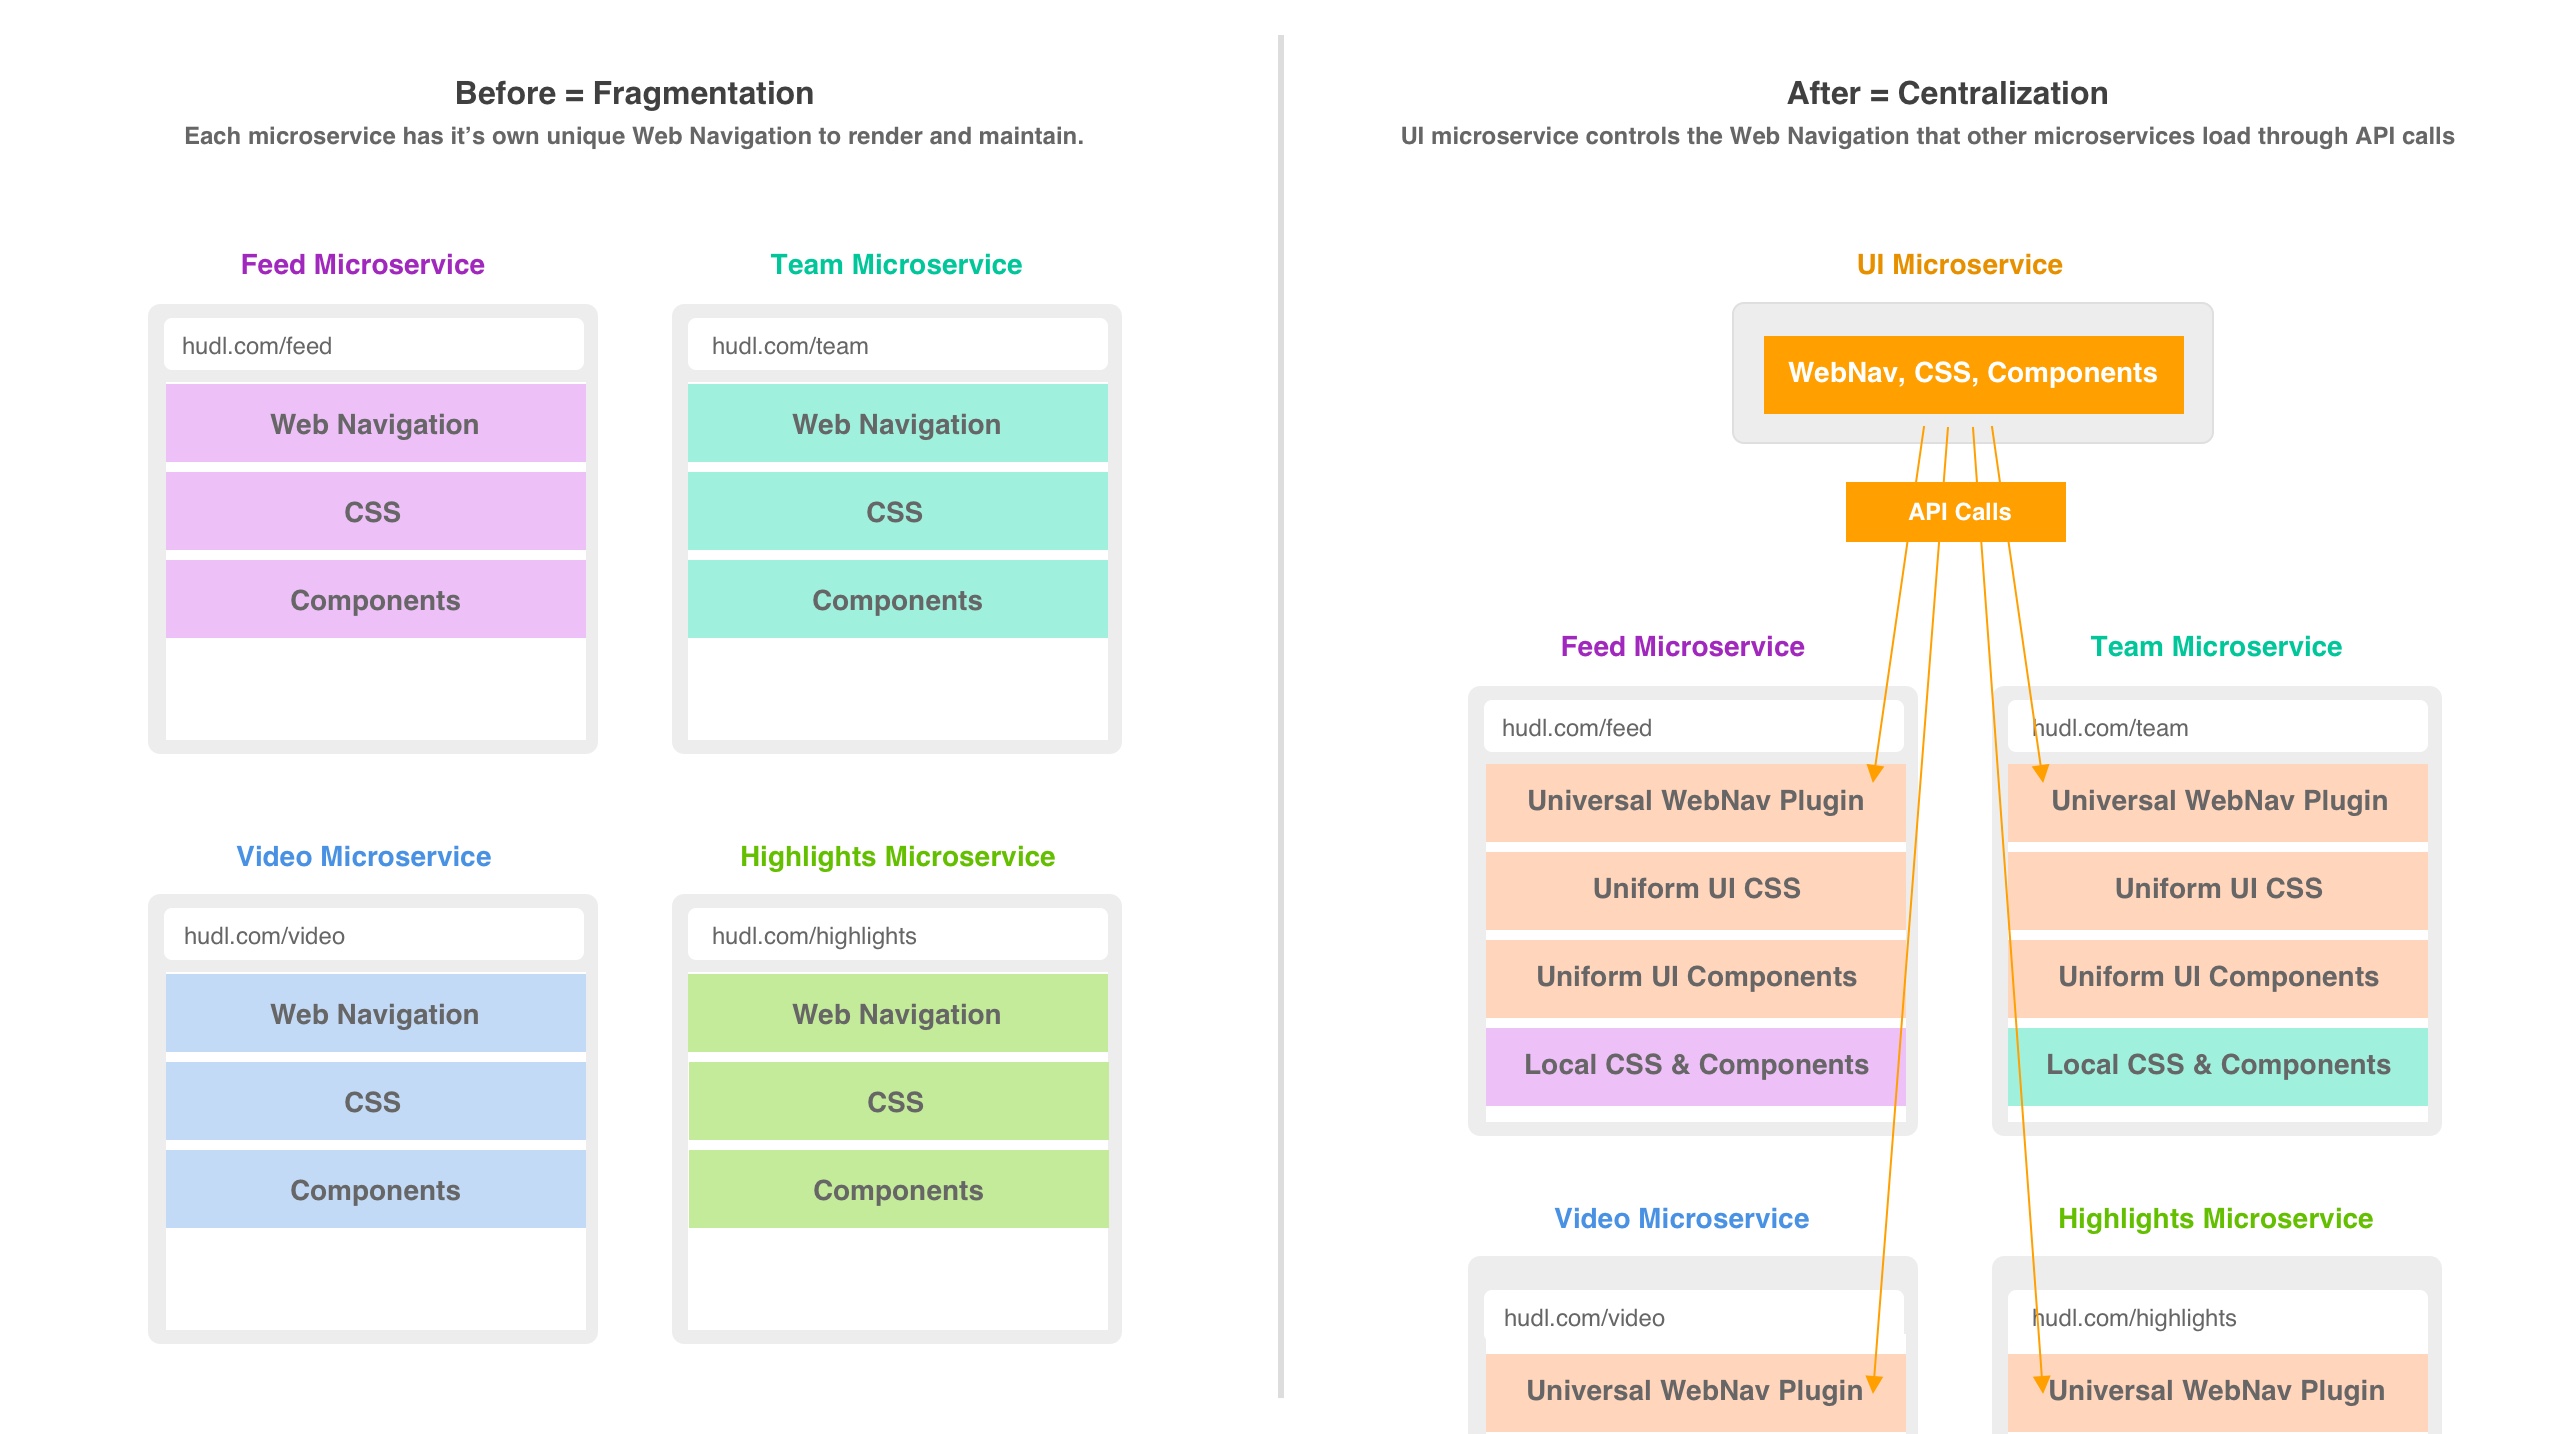 Before = Fragmentation
Each microservice has it’s own unique Web Navigation to render and maintain.
Feed Microservice
hudl.com/feed
Web Navigation
CSS
Components
Team Microservice
hudl.com/team
Web Navigation
CSS
Components
Video Microservice
hudl.com/video
Web Navigation
CSS
Components
Highlights Microservice
hudl.com/highlights
Web Navigation
CSS
Components
After = Centralization
UI microservice controls the Web Navigation that other microservices load through API calls
UI Microservice
WebNav, CSS, Components
API Calls
Feed Microservice
hudl.com/feed
Universal WebNav Plugin
Uniform UI CSS
Uniform UI Components
Local CSS & Components
Team Microservice
hudl.com/team
Universal WebNav Plugin
Uniform UI CSS
Uniform UI Components
Local CSS & Components
Video Microservice
hudl.com/video
Universal WebNav Plugin
Highlights Microservice
hudl.com/highlights
Universal WebNav Plugin